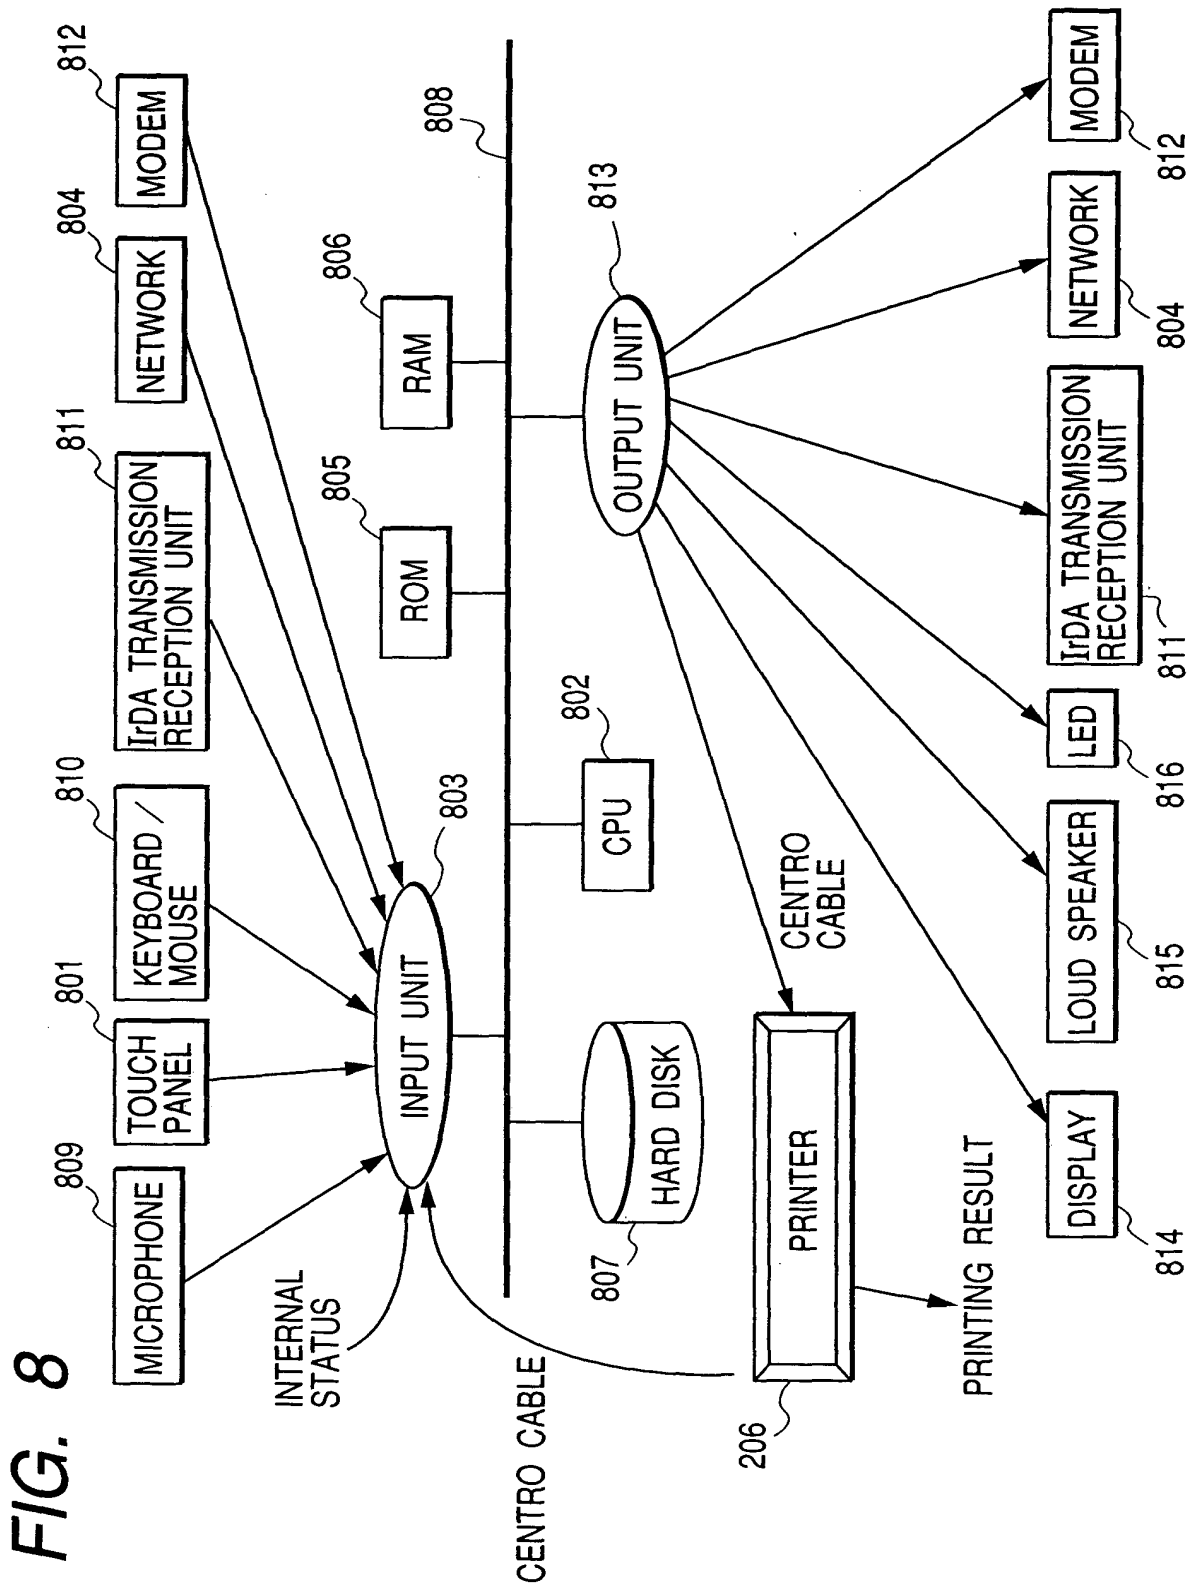 FIG. 8
809
801
810
811
804
812
MICROPHONE
TOUCH
PANEL
KEYBOARD /
MOUSE
IrDA TRANSMISSION
RECEPTION UNIT
NETWORK
MODEM
INTERNAL
STATUS
INPUT UNIT
803
805
806
ROM
RAM
808
CENTRO CABLE
807
HARD DISK
802
CPU
813
OUTPUT UNIT
206
PRINTER
CENTRO
CABLE
PRINTING RESULT
DISPLAY
LOUD SPEAKER
LED
IrDA TRANSMISSION
RECEPTION UNIT
NETWORK
MODEM
814
815
816
811
804
812